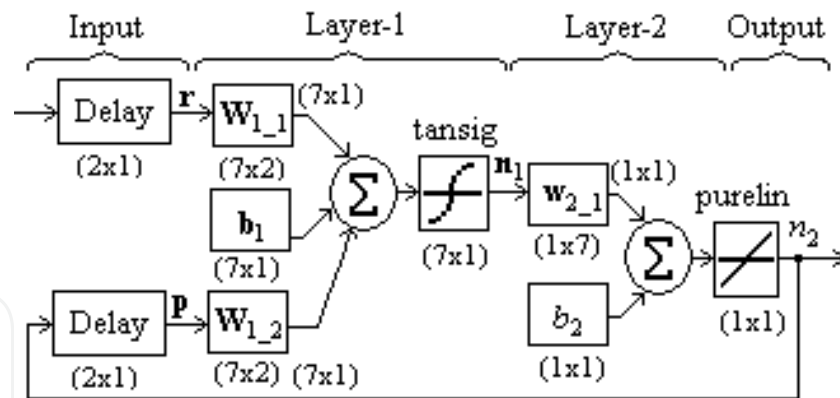 Input Layer-1 Layer-2 Output
Delay r W1_1 (7x1)
(2x1) (7x2)
tansig n1 w2_1 (1x1)
b1 Σ (7x1) (1x7) purelin n2
(7x1) Σ
Delay p W1_2 b2 (1x1)
(2x1) (7x2) (7x1) (1x1)